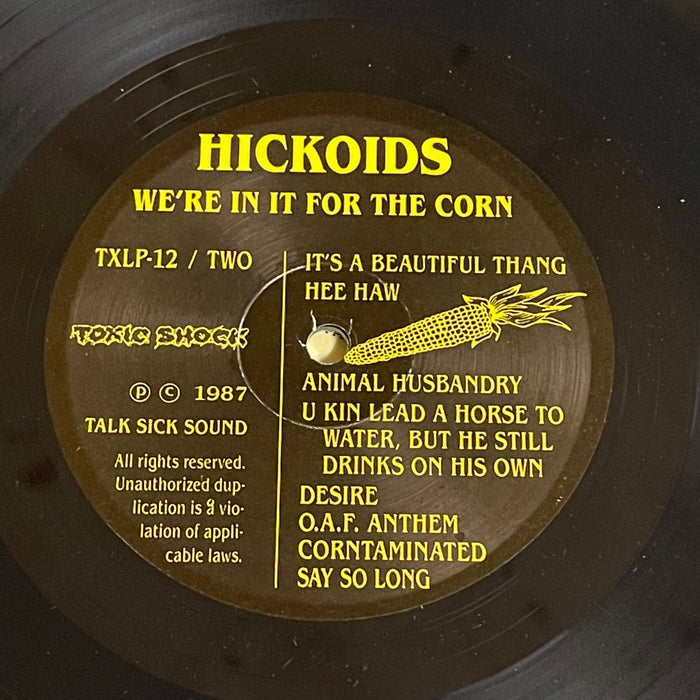 HICKOIDS
WE'RE IN IT FOR THE CORN
TXLP-12 / TWO
TOXIC SHOCK
Ⓟ © 1987
TALK SICK SOUND
All rights reserved.
Unauthorized dup-
lication is a vio-
lation of appli-
cable laws.
IT'S A BEAUTIFUL THANG
HEE HAW
ANIMAL HUSBANDRY
U KIN LEAD A HORSE TO
WATER, BUT HE STILL
DRINKS ON HIS OWN
DESIRE
O.A.F. ANTHEM
CORNTAMINATED
SAY SO LONG